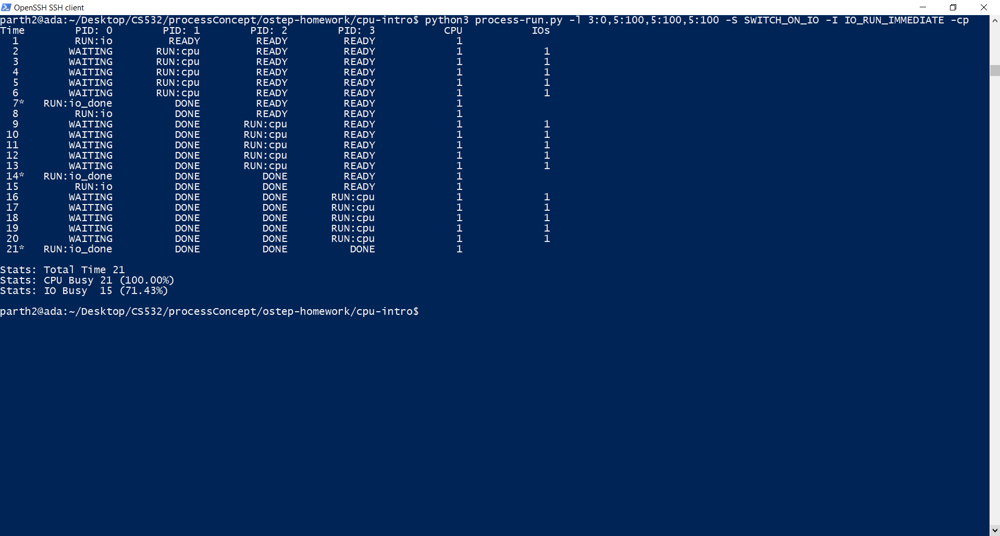 OpenSSH SSH client
parth2@ada:~/Desktop/CS532/processConcept/ostep-homework/cpu-intro$ python3 process-run.py -l 3:0,5:100,5:100,5:100 -S SWITCH_ON_IO -I IO_RUN_IMMEDIATE -cp
Time        PID: 0        PID: 1        PID: 2        PID: 3           CPU           IOs
  1         RUN:io         READY         READY         READY             1
  2        WAITING       RUN:cpu         READY         READY             1             1
  3        WAITING       RUN:cpu         READY         READY             1             1
  4        WAITING       RUN:cpu         READY         READY             1             1
  5        WAITING       RUN:cpu         READY         READY             1             1
  6        WAITING       RUN:cpu         READY         READY             1             1
  7*   RUN:io_done          DONE         READY         READY             1
  8         RUN:io          DONE         READY         READY             1
  9        WAITING          DONE       RUN:cpu         READY             1             1
 10        WAITING          DONE       RUN:cpu         READY             1             1
 11        WAITING          DONE       RUN:cpu         READY             1             1
 12        WAITING          DONE       RUN:cpu         READY             1             1
 13        WAITING          DONE       RUN:cpu         READY             1             1
 14*   RUN:io_done          DONE          DONE         READY             1
 15         RUN:io          DONE          DONE         READY             1
 16        WAITING          DONE          DONE       RUN:cpu             1             1
 17        WAITING          DONE          DONE       RUN:cpu             1             1
 18        WAITING          DONE          DONE       RUN:cpu             1             1
 19        WAITING          DONE          DONE       RUN:cpu             1             1
 20        WAITING          DONE          DONE       RUN:cpu             1             1
 21*   RUN:io_done          DONE          DONE          DONE             1
Stats: Total Time 21
Stats: CPU Busy 21 (100.00%)
Stats: IO Busy  15 (71.43%)
parth2@ada:~/Desktop/CS532/processConcept/ostep-homework/cpu-intro$